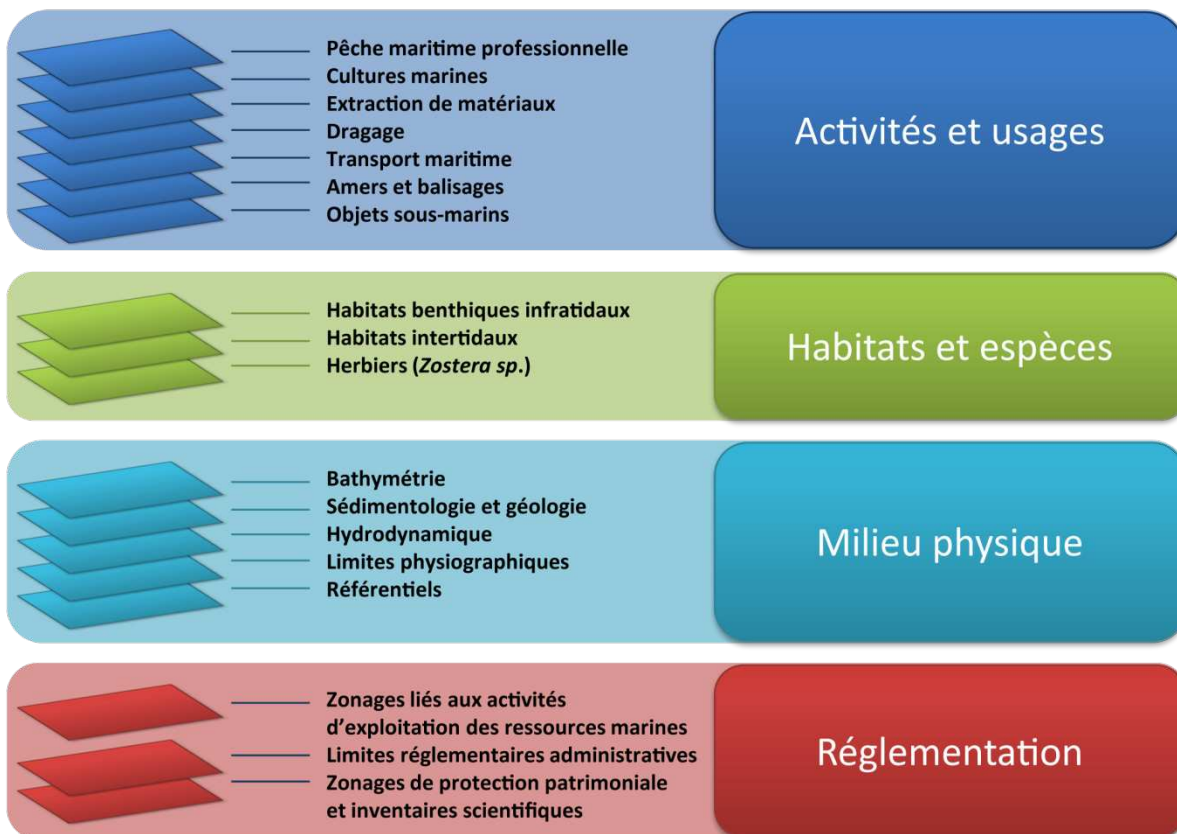 Pêche maritime professionnelle
Cultures marines
Extraction de matériaux
Dragage
Transport maritime
Amers et balisages
Objets sous-marins
Activités et usages
Habitats benthiques infratidaux
Habitats intertidaux
Herbiers (Zostera sp.)
Habitats et espèces
Bathymétrie
Sédimentologie et géologie
Hydrodynamique
Limites physiographiques
Référentiels
Milieu physique
Zonages liés aux activités
d’exploitation des ressources marines
Limites réglementaires administratives
Zonages de protection patrimoniale
et inventaires scientifiques
Réglementation